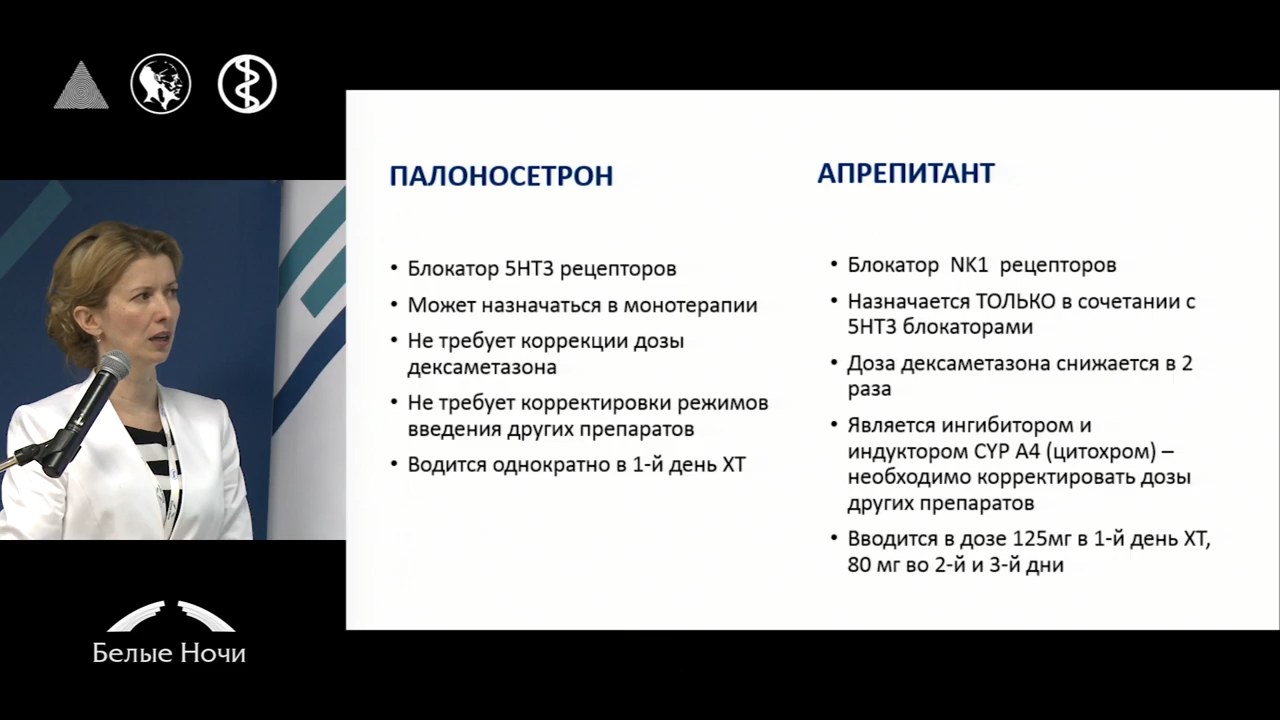 ПАЛОНОСЕТРОН
• Блокатор 5НТ3 рецепторов
• Может назначаться в монотерапии
• Не требует коррекции дозы
дексаметазона
• Не требует корректировки режимов
введения других препаратов
• Водится однократно в 1-й день ХТ
АПРЕПИТАНТ
• Блокатор NK1 рецепторов
• Назначается ТОЛЬКО в сочетании с
5НТ3 блокаторами
• Доза дексаметазона снижается в 2
раза
• Является ингибитором и
индуктором CYP A4 (цитохром) –
необходимо корректировать дозы
других препаратов
• Вводится в дозе 125мг в 1-й день ХТ,
80 мг во 2-й и 3-й дни
Белые Ночи